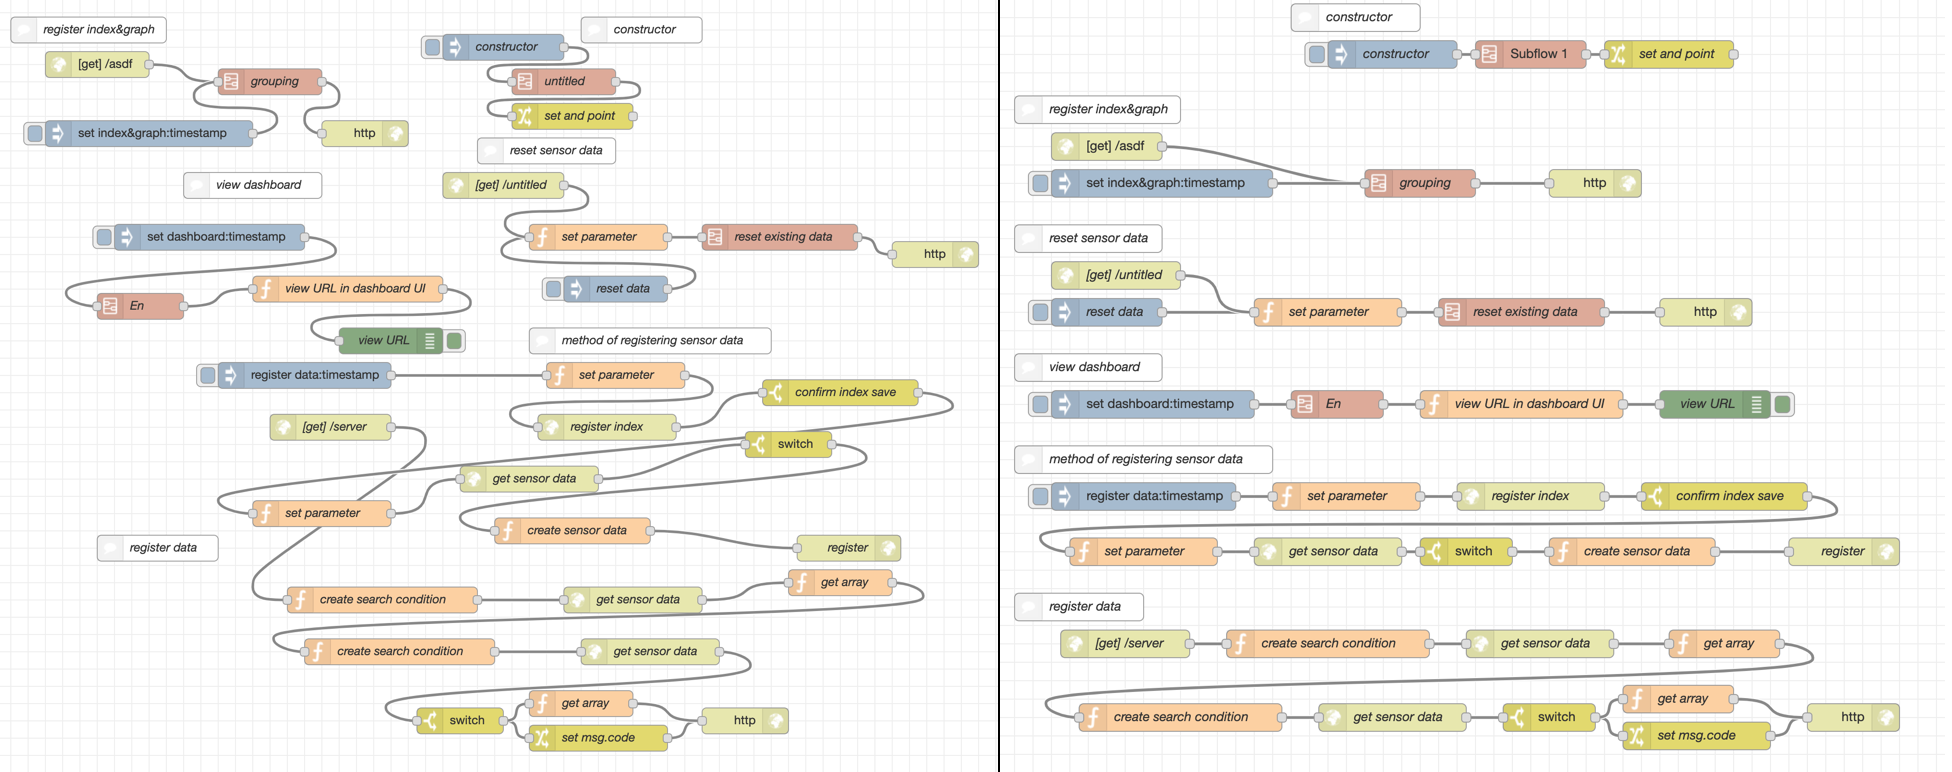 register index&graph
[get] /asdf
grouping
set index&graph:timestamp
http
constructor
constructor
untitled
set and point
view dashboard
set dashboard:timestamp
En
view URL in dashboard UI
view URL
reset sensor data
[get] /untitled
set parameter
reset existing data
http
reset data
method of registering sensor data
register data:timestamp
set parameter
confirm index save
register index
[get] /server
switch
get sensor data
set parameter
create sensor data
register
register data
get array
create search condition
get sensor data
create search condition
get sensor data
switch
get array
set msg.code
http
constructor
constructor
Subflow 1
set and point
register index&graph
[get] /asdf
set index&graph:timestamp
grouping
http
reset sensor data
[get] /untitled
reset data
set parameter
reset existing data
http
view dashboard
set dashboard:timestamp
En
view URL in dashboard UI
view URL
method of registering sensor data
register data:timestamp
set parameter
register index
confirm index save
set parameter
get sensor data
switch
create sensor data
register
register data
[get] /server
create search condition
get sensor data
get array
create search condition
get sensor data
switch
get array
set msg.code
http